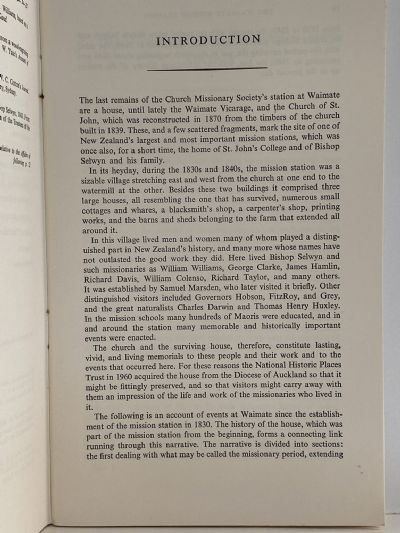 INTRODUCTION
The last remains of the Church Missionary Society's station at Waimate
are a house, until lately the Waimate Vicarage, and the Church of St.
John, which was reconstructed in 1870 from the timbers of the church
built in 1839. These, and a few scattered fragments, mark the site of one of
New Zealand's largest and most important mission stations, which was
once also, for a short time, the home of St. John's College and of Bishop
Selwyn and his family.
In its heyday, during the 1830s and 1840s, the mission station was a
sizable village stretching east and west from the church at one end to the
watermill at the other. Besides these two buildings it comprised three
large houses, all resembling the one that has survived, numerous small
cottages and whares, a blacksmith's shop, a carpenter's shop, printing
works, and the barns and sheds belonging to the farm that extended all
around it.
In this village lived men and women many of whom played a distin-
guished part in New Zealand's history, and many more whose names have
not outlasted the good work they did. Here lived Bishop Selwyn and
such missionaries as William Williams, George Clarke, James Hamlin,
Richard Davis, William Colenso, Richard Taylor, and many others.
It was established by Samuel Marsden, who later visited it briefly. Other
distinguished visitors included Governors Hobson, FitzRoy, and Grey,
and the great naturalists Charles Darwin and Thomas Henry Huxley.
In the mission schools many hundreds of Maoris were educated, and in
and around the station many memorable and historically important
events were enacted.
The church and the surviving house, therefore, constitute lasting,
vivid, and living memorials to these people and their work and to the
events that occurred here. For these reasons the National Historic Places
Trust in 1960 acquired the house from the Diocese of Auckland so that it
might be fittingly preserved, and so that visitors might carry away with
them an impression of the life and work of the missionaries who lived in
it.
The following is an account of events at Waimate since the establish-
ment of the mission station in 1830. The history of the house, which was
part of the mission from the beginning, forms a connecting link
running through this narrative. The narrative is divided into sections:
the first dealing with what may be called the missionary period, extending